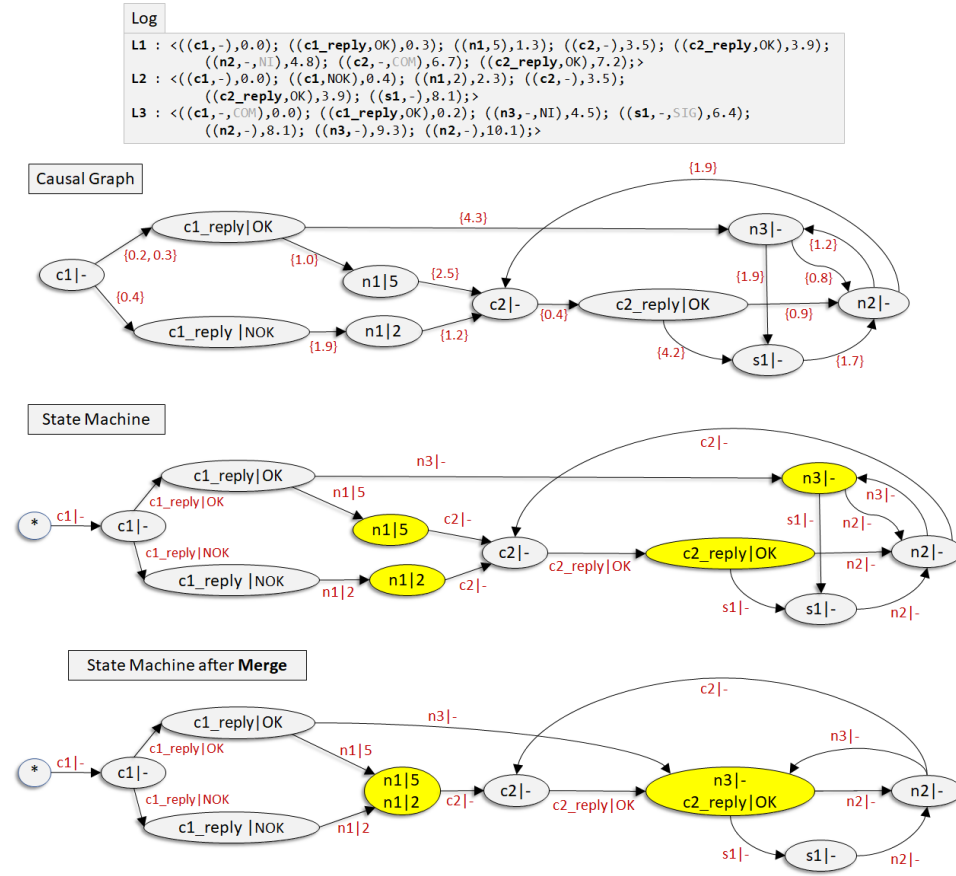 Log
L1 : <((c1,-),0.0); ((c1_reply,OK),0.3); ((n1,5),1.3); ((c2,-),3.5); ((c2_reply,OK),3.9);
((n2,-,NI),4.8); ((c2,-,COM),6.7); ((c2_reply,OK),7.2);>
L2 : <((c1,-),0.0); ((c1,NOK),0.4); ((n1,2),2.3); ((c2,-),3.5);
((c2_reply,OK),3.9); ((s1,-),8.1);>
L3 : <((c1,-,COM),0.0); ((c1_reply,OK),0.2); ((n3,-,NI),4.5); ((s1,-,SIG),6.4);
((n2,-),8.1); ((n3,-),9.3); ((n2,-),10.1);>
Causal Graph
{1.9}
c1_reply|OK
{4.3}
n3|-
{0.2, 0.3}
{1.0}
{1.2}
c1|-
n1|5
{2.5}
{1.9}
{0.8}
{0.4}
c2|-
c2_reply|OK
n2|-
c1_reply |NOK
n1|2
{0.4}
{0.9}
{1.9}
{1.2}
{4.2}
s1|-
{1.7}
State Machine
c2|-
c1_reply|OK
n3|-
n3|-
c1_reply|OK
n1|5
n3|-
*
c1|-
c1|-
n1|5
c2|-
s1|-
n2|-
c1_reply|NOK
c2|-
c2_reply|OK
n2|-
c1_reply |NOK
n1|2
n1|2
c2|-
c2_reply|OK
n2|-
s1|-
s1|-
n2|-
State Machine after Merge
c2|-
c1_reply|OK
n3|-
c1_reply|OK
n1|5
n3|-
*
c1|-
c1|-
n1|5
n1|2
c2|-
c2|-
n3|-
c2_reply|OK
n2|-
c1_reply|NOK
c2_reply|OK
n2|-
c1_reply |NOK
n1|2
s1|-
s1|-
n2|-